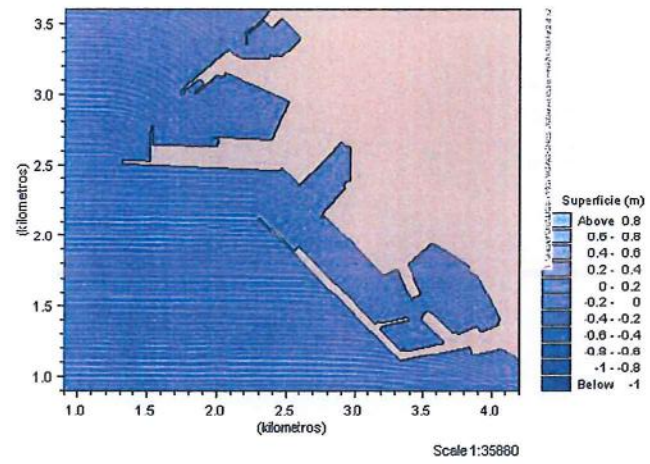 3.5
3.0
2.5
2.0
1.5
1.0
(kilometros)
1.0 1.5 2.0 2.5 3.0 3.5 4.0
(kilometros)
Scale 1:35880
Superficie (m)
Above 0.8
0.6 - 0.8
0.4 - 0.6
0.2 - 0.4
0 - 0.2
-0.2 - 0
-0.4 - -0.2
-0.6 - -0.4
-0.8 - -0.6
-1 - -0.8
Below -1